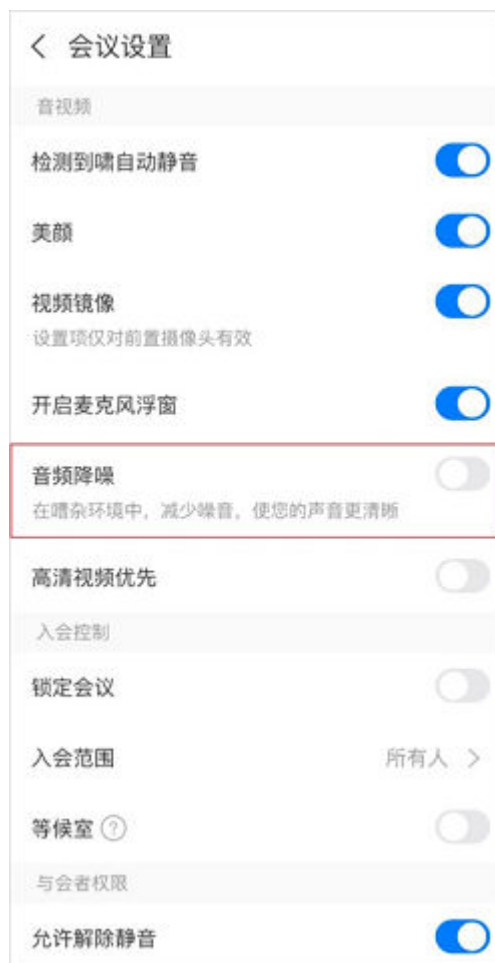 会议设置
音视频
检测到啸自动静音
美颜
视频镜像
设置项仅对前置摄像头有效
开启麦克风浮窗
音频降噪
在嘈杂环境中，减少噪音，使您的声音更清晰
高清视频优先
入会控制
锁定会议
入会范围 所有人
等候室
与会者权限
允许解除静音